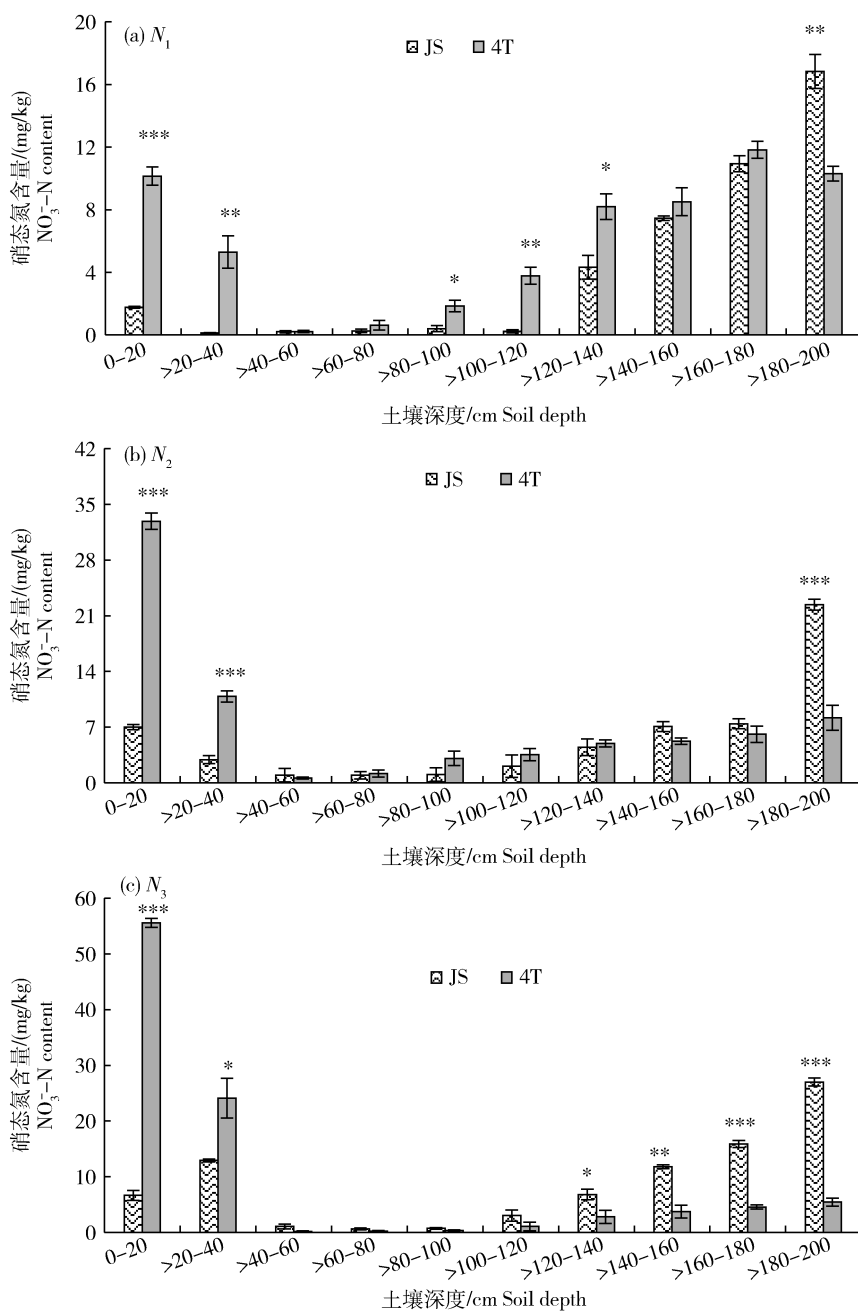 (a) N₁
JS 4T
20
16
12
8
4
0
硝态氮含量/(mg/kg)
NO₃⁻–N content
*** ** * ** * **
0–20 >20–40 >40–60 >60–80 >80–100 >100–120 >120–140 >140–160 >160–180 >180–200
土壤深度/cm Soil depth
(b) N₂
JS 4T
42
35
28
21
14
7
0
硝态氮含量/(mg/kg)
NO₃⁻–N content
*** *** ***
0–20 >20–40 >40–60 >60–80 >80–100 >100–120 >120–140 >140–160 >160–180 >180–200
土壤深度/cm Soil depth
(c) N₃
JS 4T
60
50
40
30
20
10
0
硝态氮含量/(mg/kg)
NO₃⁻–N content
*** * * ** *** ***
0–20 >20–40 >40–60 >60–80 >80–100 >100–120 >120–140 >140–160 >160–180 >180–200
土壤深度/cm Soil depth